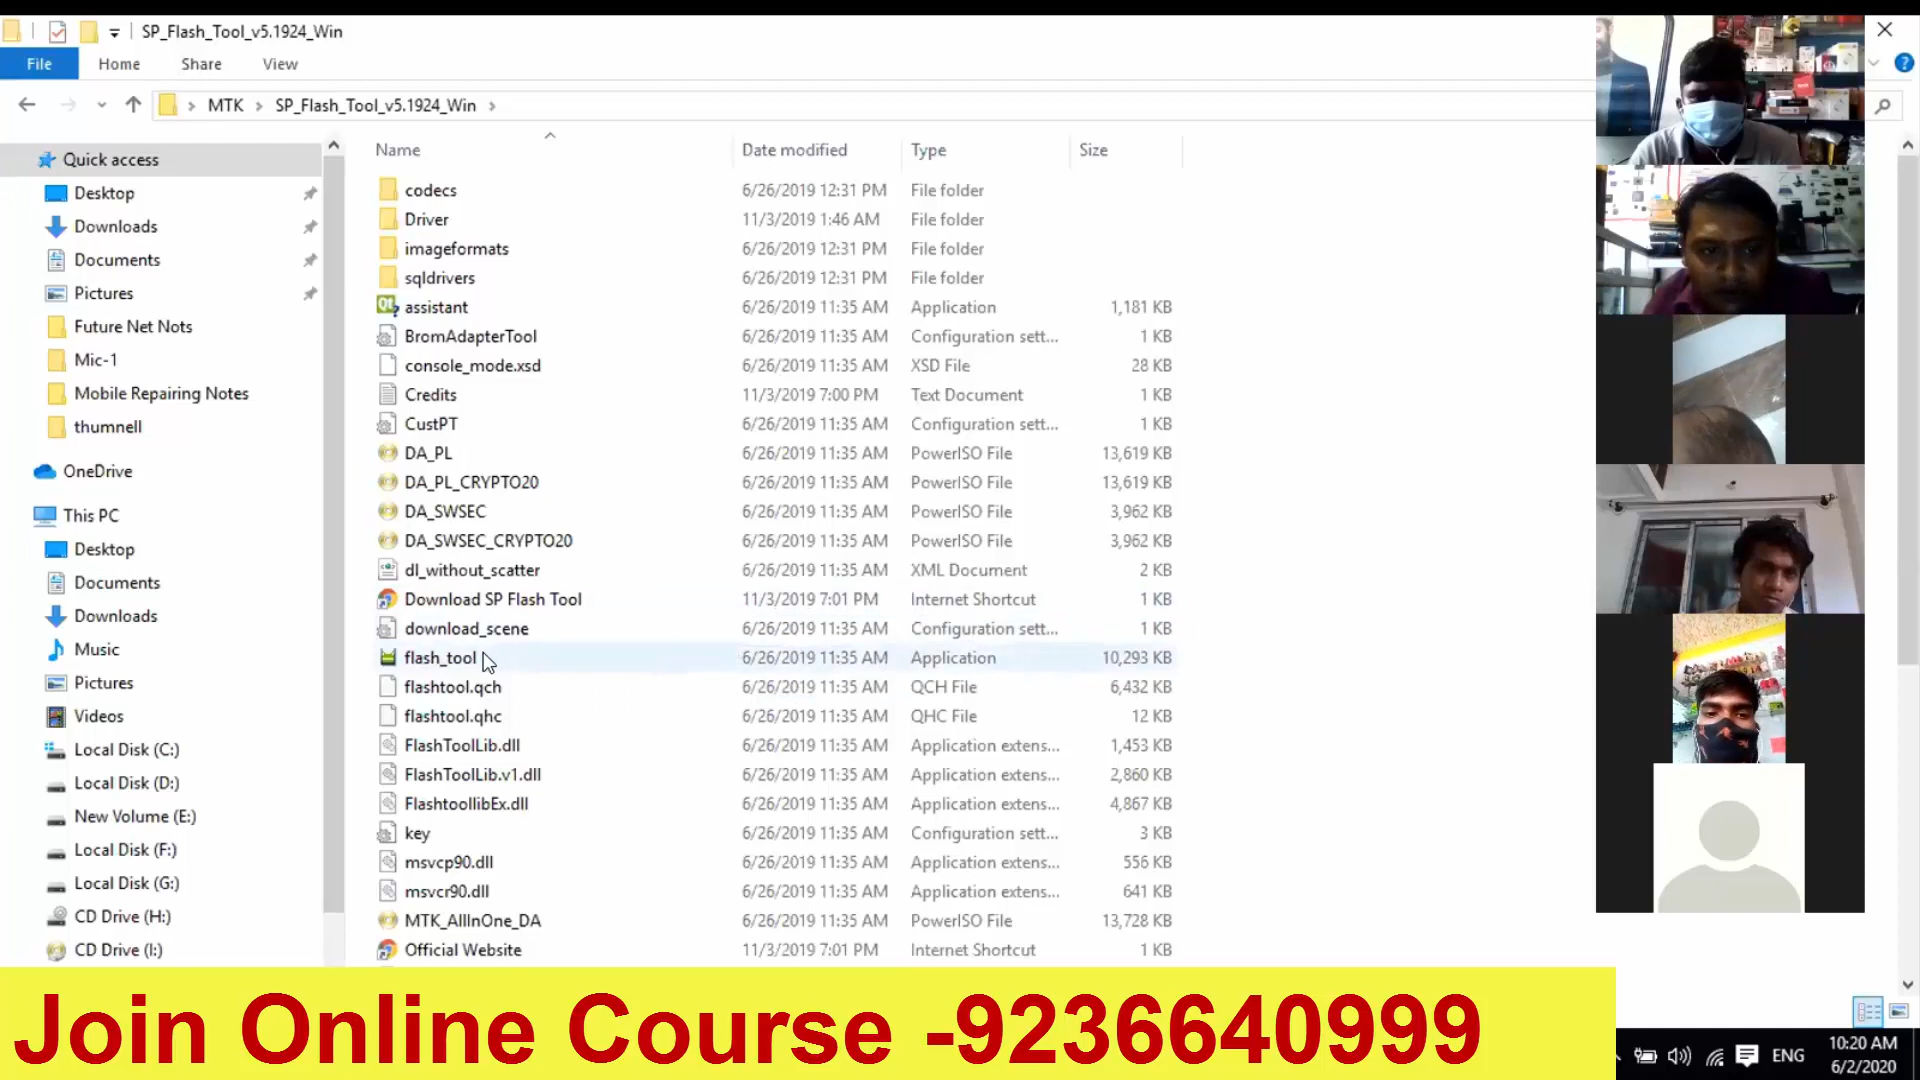 SP_Flash_Tool_v5.1924_Win
File Home Share View
MTK SP_Flash_Tool_v5.1924_Win
Quick access
Desktop
Downloads
Documents
Pictures
Future Net Nots
Mic-1
Mobile Repairing Notes
thumnell
OneDrive
This PC
Desktop
Documents
Downloads
Music
Pictures
Videos
Local Disk (C:)
Local Disk (D:)
New Volume (E:)
Local Disk (F:)
Local Disk (G:)
CD Drive (H:)
CD Drive (I:)
Name Date modified Type Size
codecs 6/26/2019 12:31 PM File folder
Driver 11/3/2019 1:46 AM File folder
imageformats 6/26/2019 12:31 PM File folder
sqldrivers 6/26/2019 12:31 PM File folder
assistant 6/26/2019 11:35 AM Application 1,181 KB
BromAdapterTool 6/26/2019 11:35 AM Configuration sett... 1 KB
console_mode.xsd 6/26/2019 11:35 AM XSD File 28 KB
Credits 11/3/2019 7:00 PM Text Document 1 KB
CustPT 6/26/2019 11:35 AM Configuration sett... 1 KB
DA_PL 6/26/2019 11:35 AM PowerISO File 13,619 KB
DA_PL_CRYPTO20 6/26/2019 11:35 AM PowerISO File 13,619 KB
DA_SWSEC 6/26/2019 11:35 AM PowerISO File 3,962 KB
DA_SWSEC_CRYPTO20 6/26/2019 11:35 AM PowerISO File 3,962 KB
dl_without_scatter 6/26/2019 11:35 AM XML Document 2 KB
Download SP Flash Tool 11/3/2019 7:01 PM Internet Shortcut 1 KB
download_scene 6/26/2019 11:35 AM Configuration sett... 1 KB
flash_tool 6/26/2019 11:35 AM Application 10,293 KB
flashtool.qch 6/26/2019 11:35 AM QCH File 6,432 KB
flashtool.qhc 6/26/2019 11:35 AM QHC File 12 KB
FlashToolLib.dll 6/26/2019 11:35 AM Application extens... 1,453 KB
FlashToolLib.v1.dll 6/26/2019 11:35 AM Application extens... 2,860 KB
FlashtoollibEx.dll 6/26/2019 11:35 AM Application extens... 4,867 KB
key 6/26/2019 11:35 AM Configuration sett... 3 KB
msvcp90.dll 6/26/2019 11:35 AM Application extens... 556 KB
msvcr90.dll 6/26/2019 11:35 AM Application extens... 641 KB
MTK_AllInOne_DA 6/26/2019 11:35 AM PowerISO File 13,728 KB
Official Website 11/3/2019 7:01 PM Internet Shortcut 1 KB
Join Online Course -9236640999
ENG
10:20 AM
6/2/2020